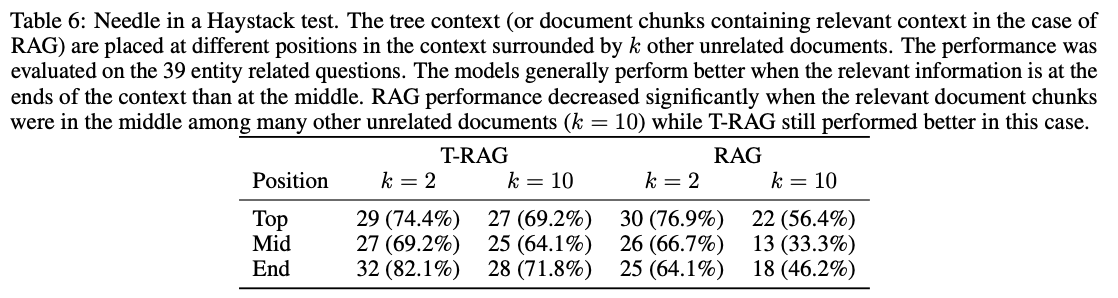 Table 6: Needle in a Haystack test. The tree context (or document chunks containing relevant context in the case of
RAG) are placed at different positions in the context surrounded by k other unrelated documents. The performance was
evaluated on the 39 entity related questions. The models generally perform better when the relevant information is at the
ends of the context than at the middle. RAG performance decreased significantly when the relevant document chunks
were in the middle among many other unrelated documents (k = 10) while T-RAG still performed better in this case.
T-RAG RAG
Position k = 2 k = 10 k = 2 k = 10
Top 29 (74.4%) 27 (69.2%) 30 (76.9%) 22 (56.4%)
Mid 27 (69.2%) 25 (64.1%) 26 (66.7%) 13 (33.3%)
End 32 (82.1%) 28 (71.8%) 25 (64.1%) 18 (46.2%)